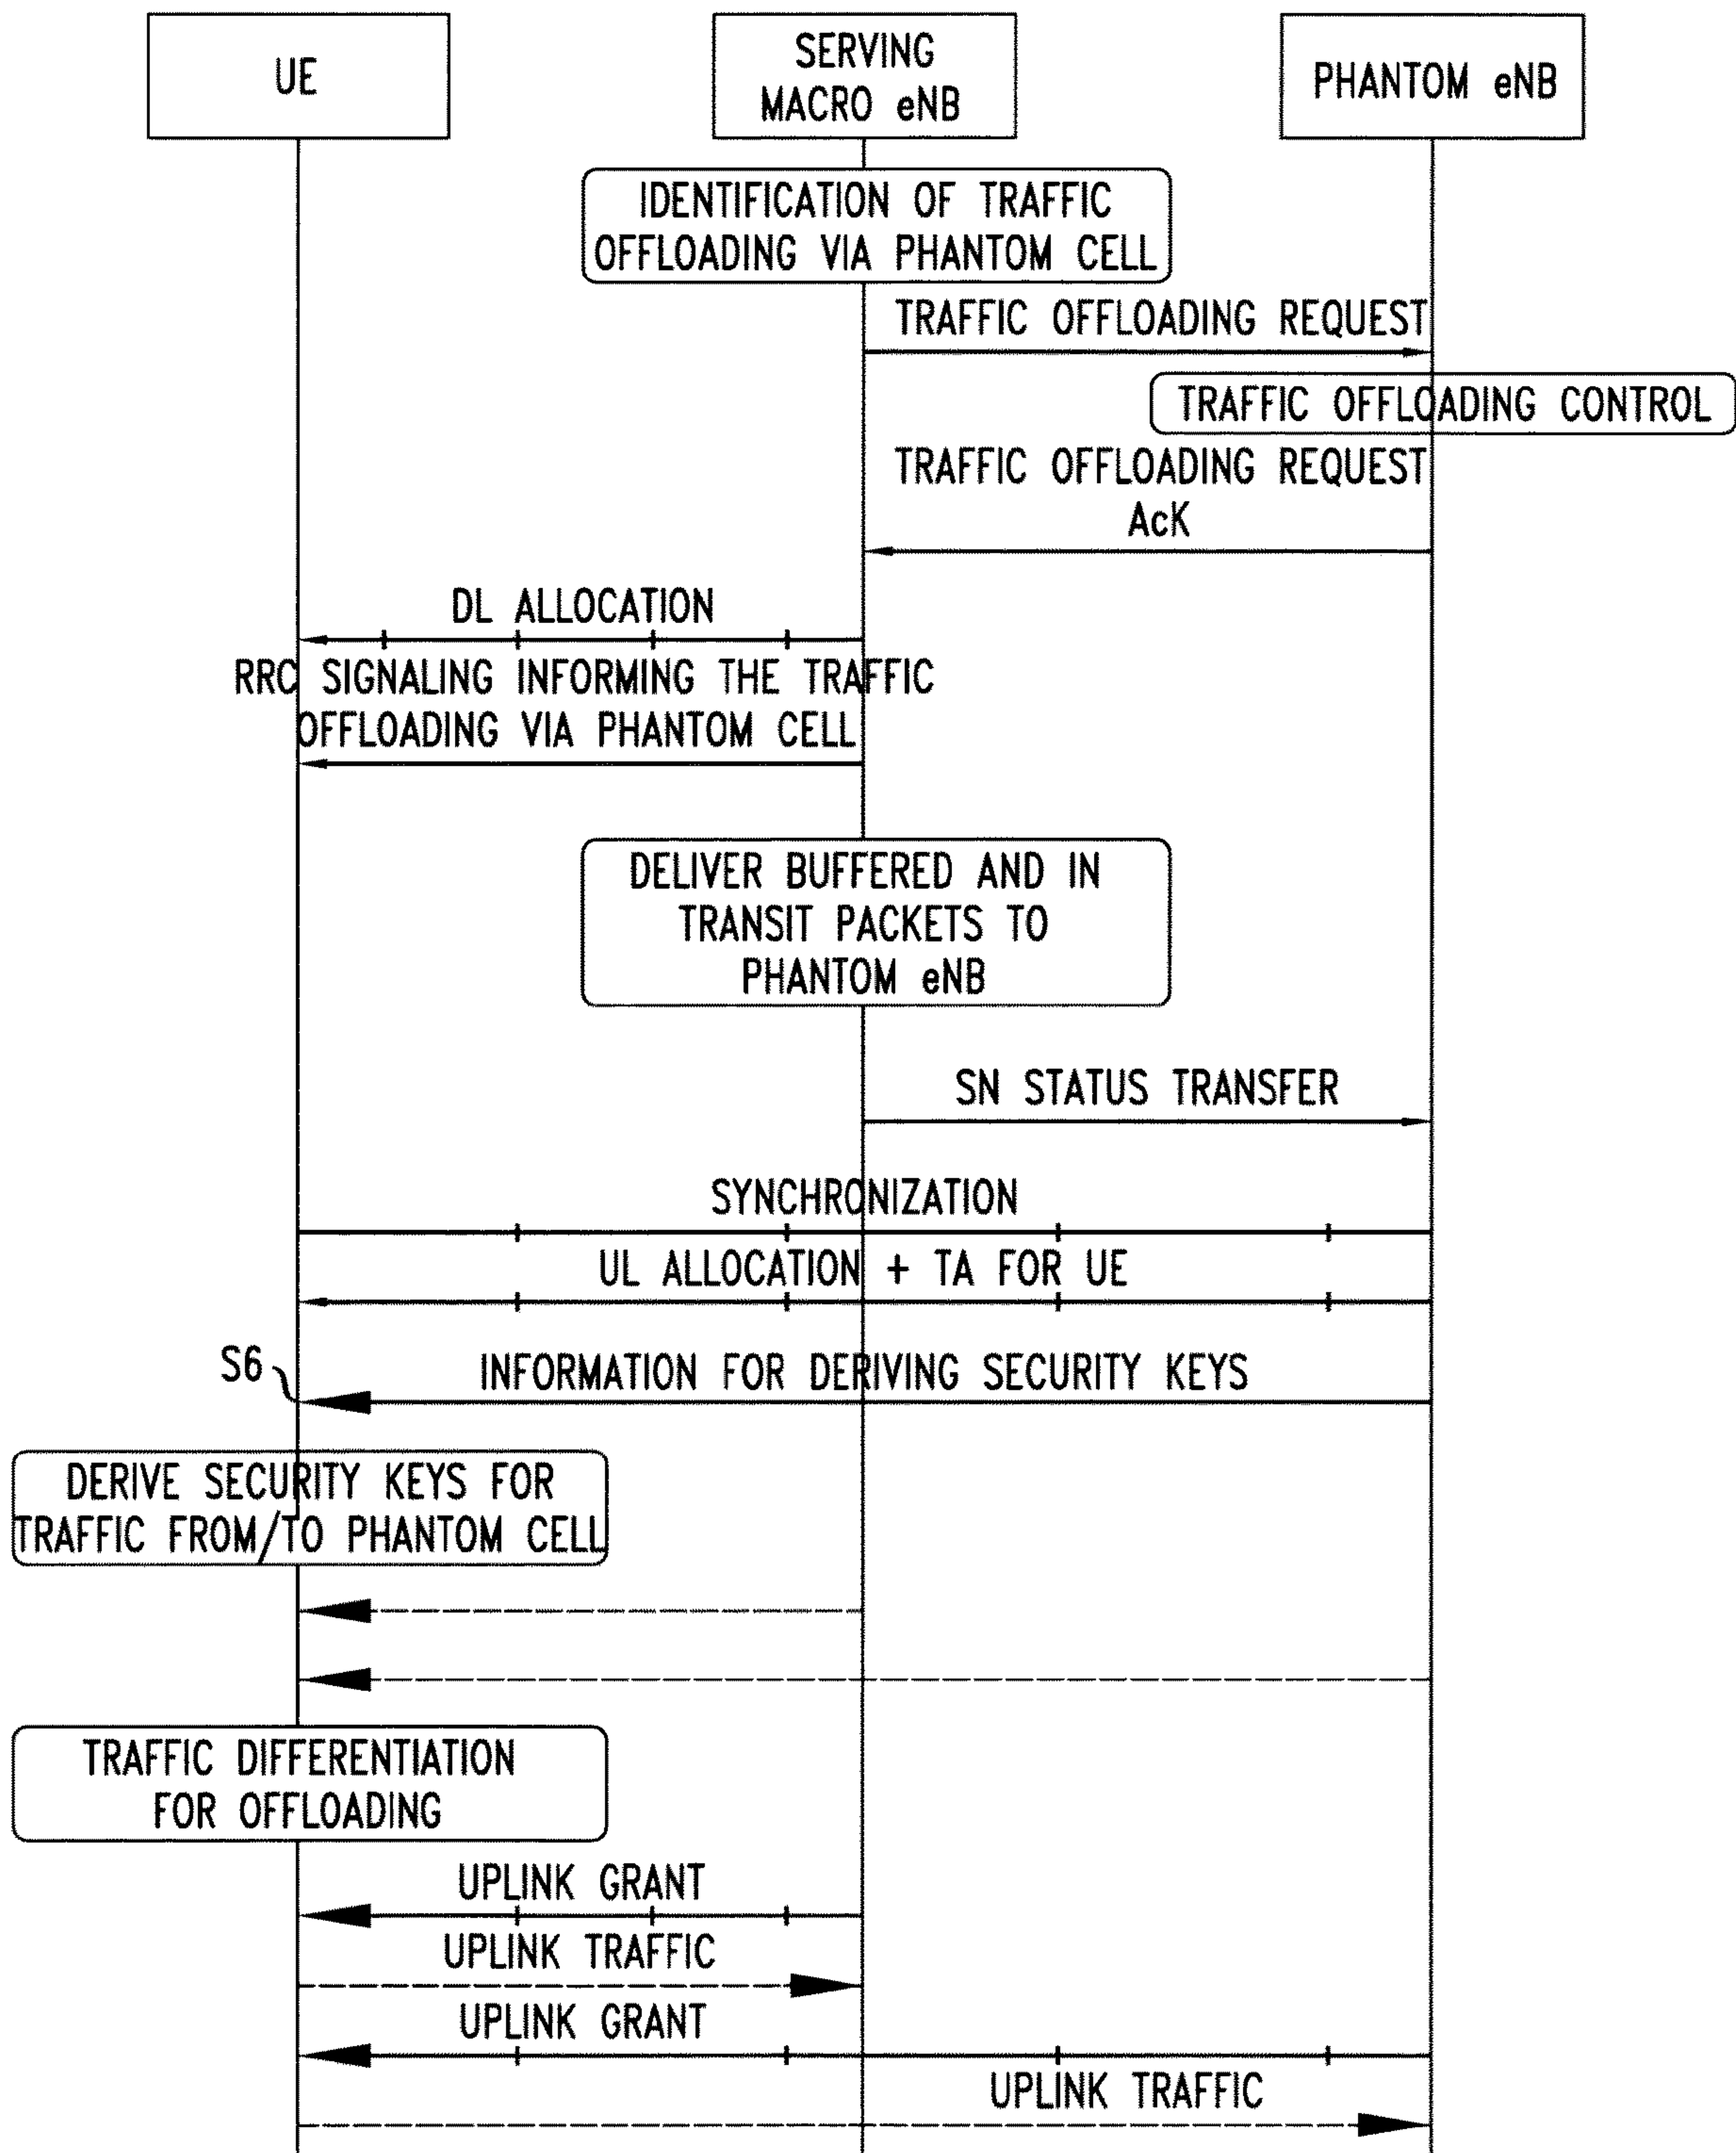 UE
SERVING
MACRO eNB
PHANTOM eNB
IDENTIFICATION OF TRAFFIC
OFFLOADING VIA PHANTOM CELL
TRAFFIC OFFLOADING REQUEST
TRAFFIC OFFLOADING CONTROL
TRAFFIC OFFLOADING REQUEST
AcK
DL ALLOCATION
RRC SIGNALING INFORMING THE TRAFFIC
OFFLOADING VIA PHANTOM CELL
DELIVER BUFFERED AND IN
TRANSIT PACKETS TO
PHANTOM eNB
SN STATUS TRANSFER
SYNCHRONIZATION
UL ALLOCATION + TA FOR UE
S6
INFORMATION FOR DERIVING SECURITY KEYS
DERIVE SECURITY KEYS FOR
TRAFFIC FROM/TO PHANTOM CELL
TRAFFIC DIFFERENTIATION
FOR OFFLOADING
UPLINK GRANT
UPLINK TRAFFIC
UPLINK GRANT
UPLINK TRAFFIC